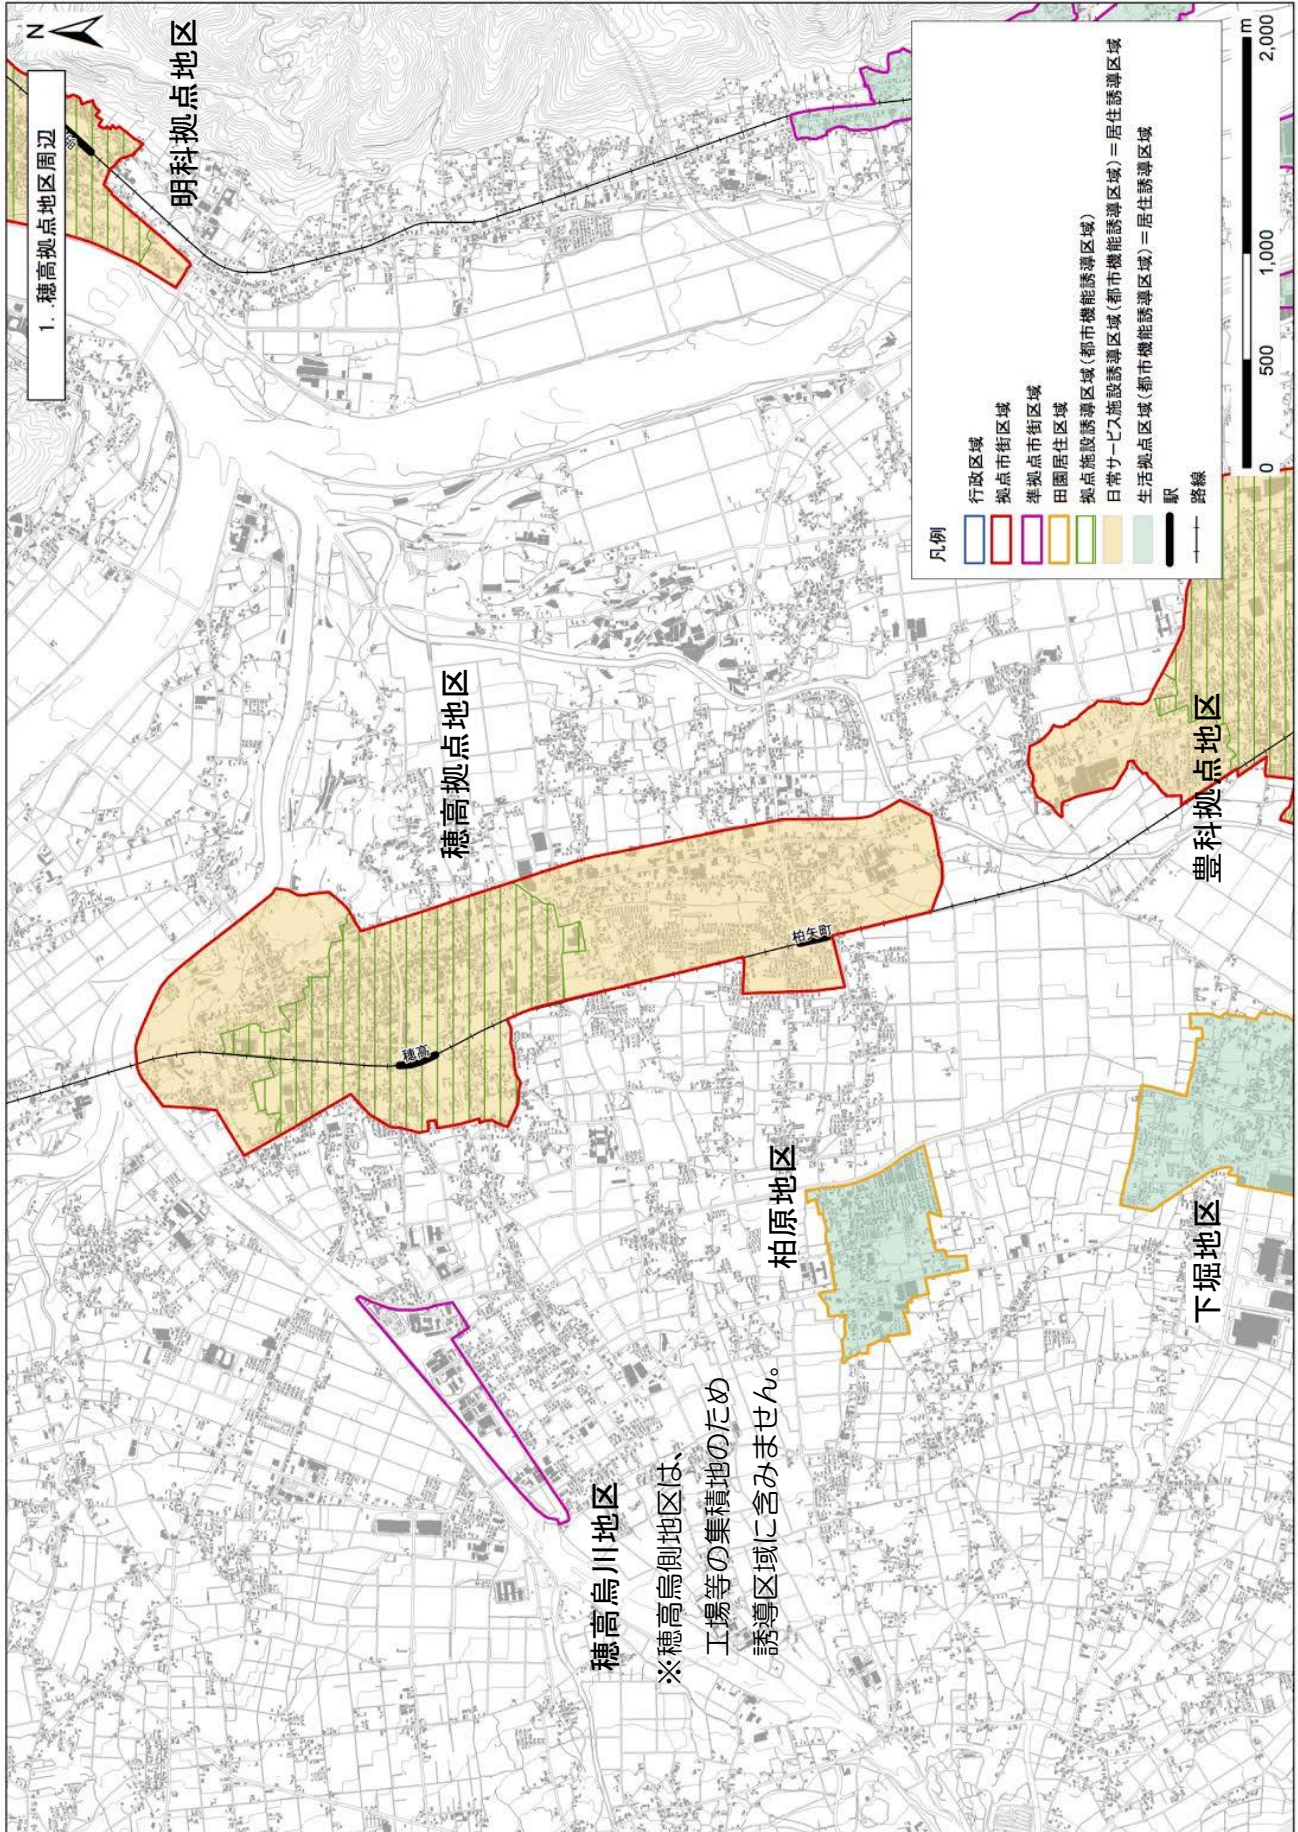 1．穂高拠点地区周辺
N
明科拠点地区
穂高拠点地区
穂高
柏矢町
豊科拠点地区
柏原地区
下堀地区
穂高烏川地区
※穂高烏側地区は、
工場等の集積地のため
誘導区域に含みません。
凡例
行政区域
拠点市街区域
準拠点市街区域
田園居住区域
拠点施設誘導区域（都市機能誘導区域）
日常サービス施設誘導区域（都市機能誘導区域）＝居住誘導区域
生活拠点区域（都市機能誘導区域）＝居住誘導区域
駅
路線
0 500 1,000 2,000
m